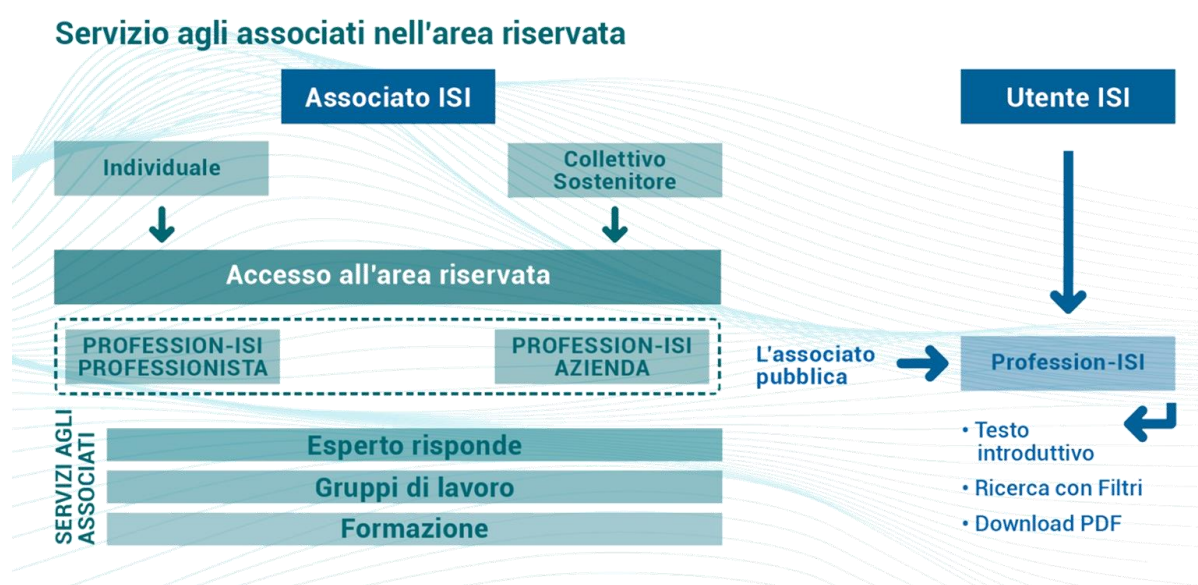 Servizio agli associati nell'area riservata
Associato ISI
Utente ISI
Individuale
Collettivo
Sostenitore
Accesso all'area riservata
PROFESSION-ISI
PROFESSIONISTA
PROFESSION-ISI
AZIENDA
L'associato
pubblica
Profession-ISI
SERVIZI AGLI
ASSOCIATI
Esperto risponde
Gruppi di lavoro
Formazione
• Testo
introduttivo
• Ricerca con Filtri
• Download PDF